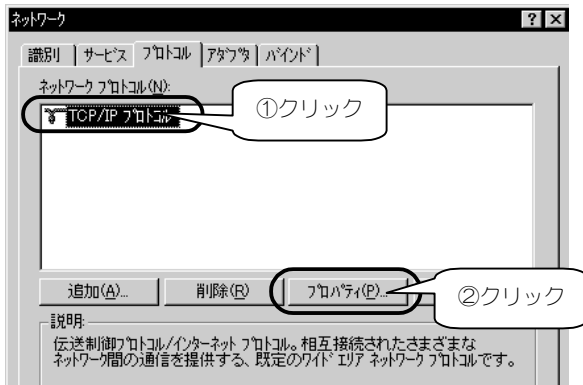 ネットワーク
識別 サービス プロトコル アダプタ バインド
ネットワーク プロトコル(N):
TCP/IP プロトコル
①クリック
追加(A)... 削除(R) プロパティ(P)...
②クリック
説明:
伝送制御プロトコル/インターネット プロトコル。相互接続されたさまざまな
ネットワーク間の通信を提供する、既定のワイド エリア ネットワーク プロトコルです。